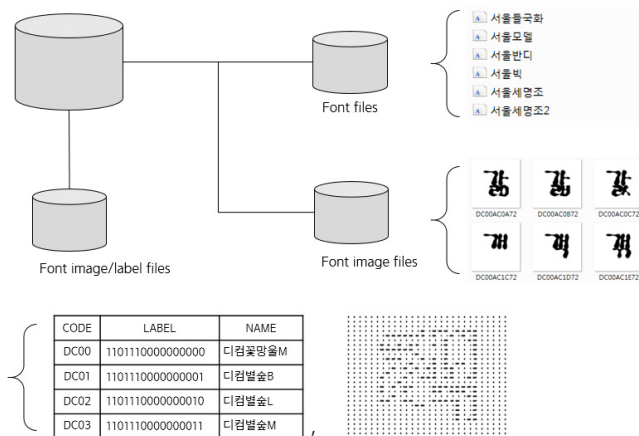 서울들국화
서울모델
서울반디
서울빅
서울세명조
서울세명조2
Font files
DC00AC0A72
DC00AC0B72
DC00AC0C72
DC00AC1C72
DC00AC1D72
DC00AC1E72
Font image/label files
Font image files
CODE LABEL NAME
DC00 1101110000000000 디컴꽃망울M
DC01 1101110000000001 디컴별숲B
DC02 1101110000000010 디컴별숲L
DC03 1101110000000011 디컴별숲M
,